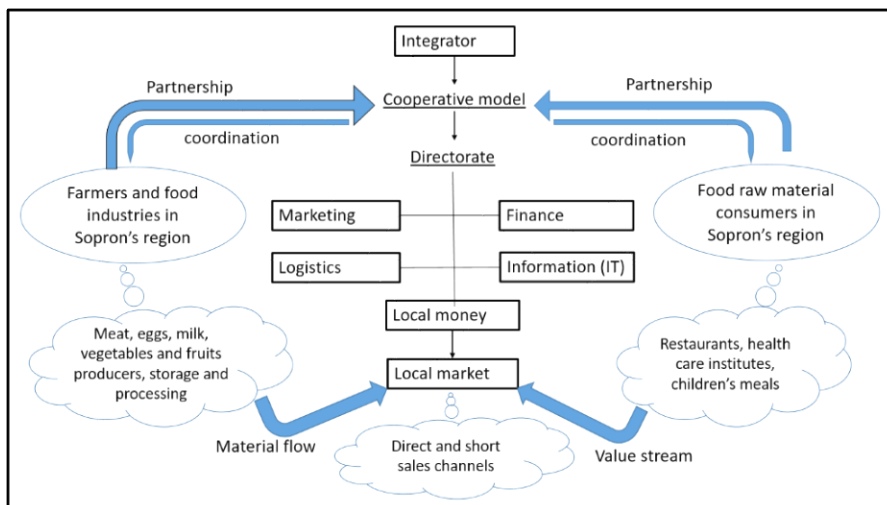 Integrator
Partnership
Partnership
Cooperative model
coordination
coordination
Directorate
Farmers and food
industries in
Sopron's region
Food raw material
consumers in
Sopron's region
Marketing
Finance
Logistics
Information (IT)
Local money
Meat, eggs, milk,
vegetables and fruits
producers, storage and
processing
Restaurants, health
care institutes,
children's meals
Local market
Material flow
Direct and short
sales channels
Value stream